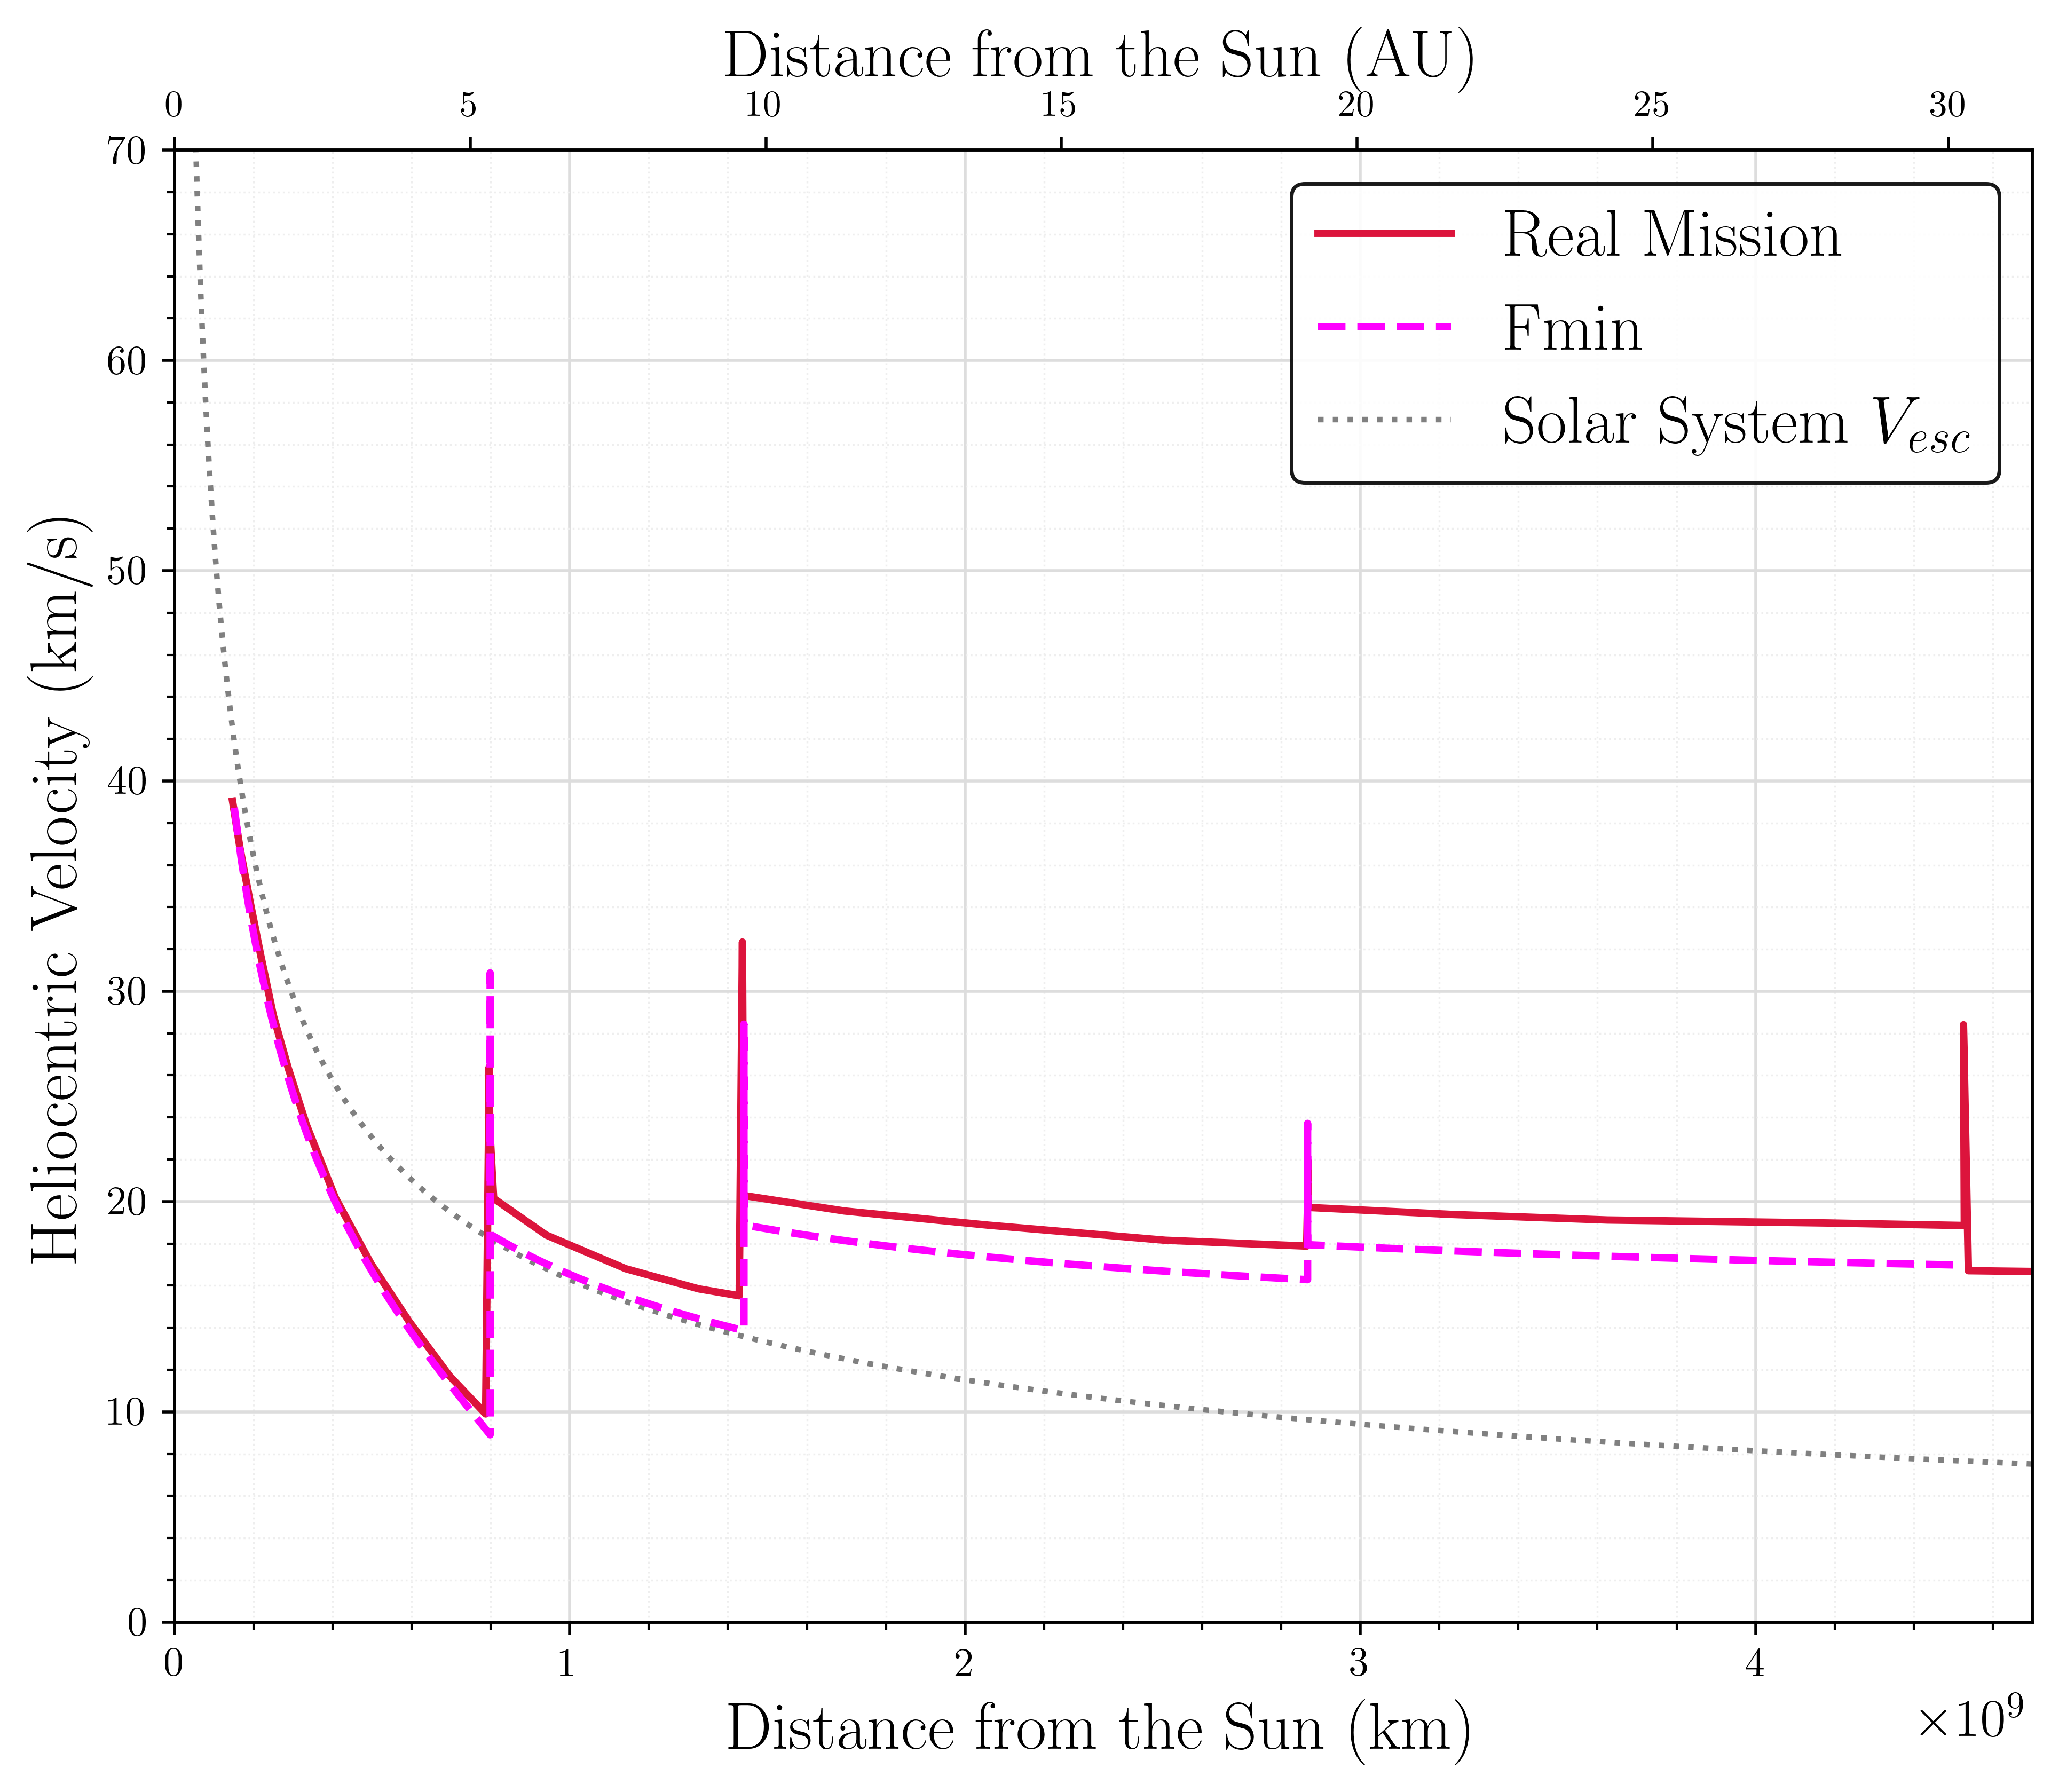 Distance from the Sun (AU)
0 5 10 15 20 25 30
70
60
50
40
30
20
10
0
Heliocentric Velocity (km/s)
Real Mission
Fmin
Solar System V_esc
0 1 2 3 4
×10⁹
Distance from the Sun (km)